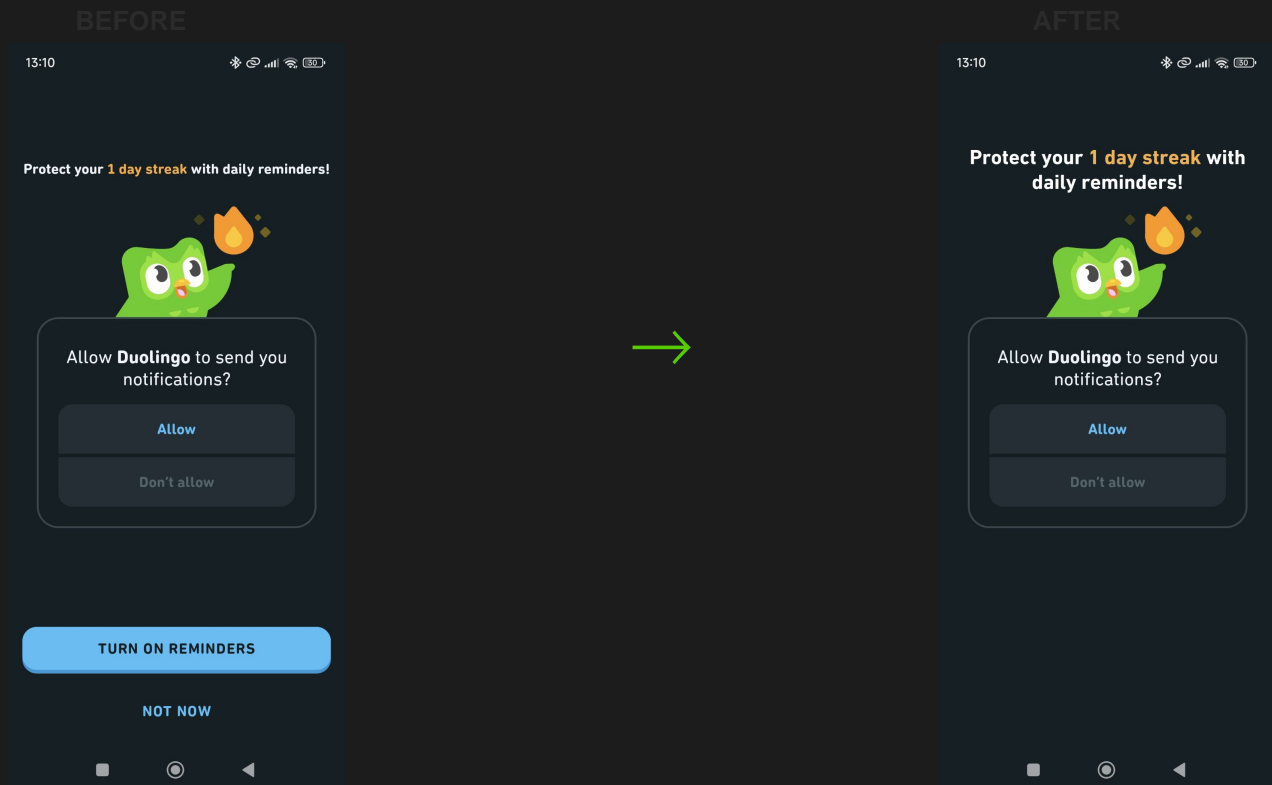 BEFORE
13:10
30
Protect your 1 day streak with daily reminders!
Allow Duolingo to send you
notifications?
Allow
Don't allow
TURN ON REMINDERS
NOT NOW
AFTER
13:10
30
Protect your 1 day streak with
daily reminders!
Allow Duolingo to send you
notifications?
Allow
Don't allow